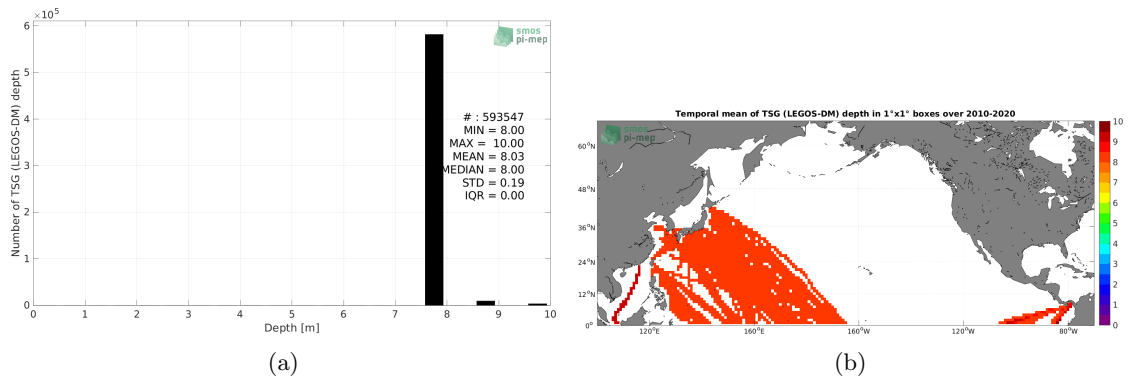 ×10⁵
6
5
4
3
2
1
0
Number of TSG (LEGOS-DM) depth
smos
pi-mep
# : 593547
MIN = 8.00
MAX = 10.00
MEAN = 8.03
MEDIAN = 8.00
STD = 0.19
IQR = 0.00
0 1 2 3 4 5 6 7 8 9 10
Depth [m]
(a)
Temporal mean of TSG (LEGOS-DM) depth in 1°x1° boxes over 2010-2020
smos
pi-mep
60°N
48°N
36°N
24°N
12°N
0°
120°E 160°E 160°W 120°W 80°W
10
9
8
7
6
5
4
3
2
1
0
(b)